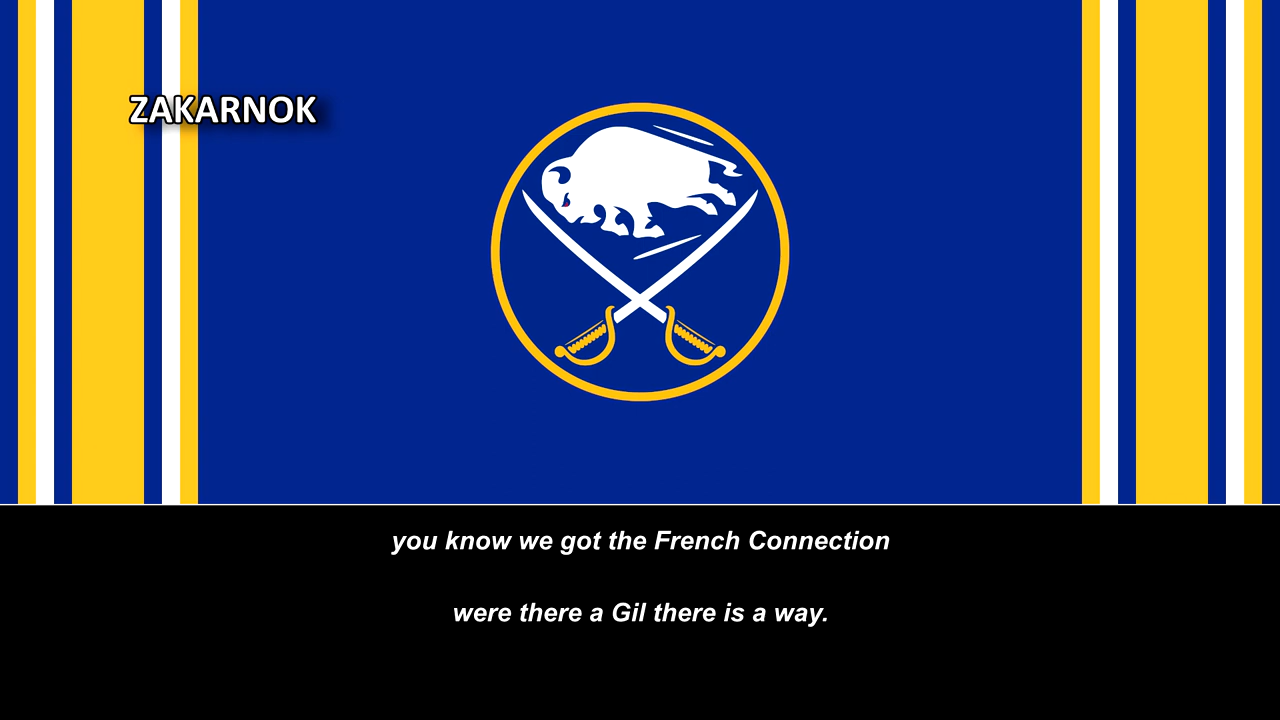 ZAKARNOK
you know we got the French Connection
were there a Gil there is a way.